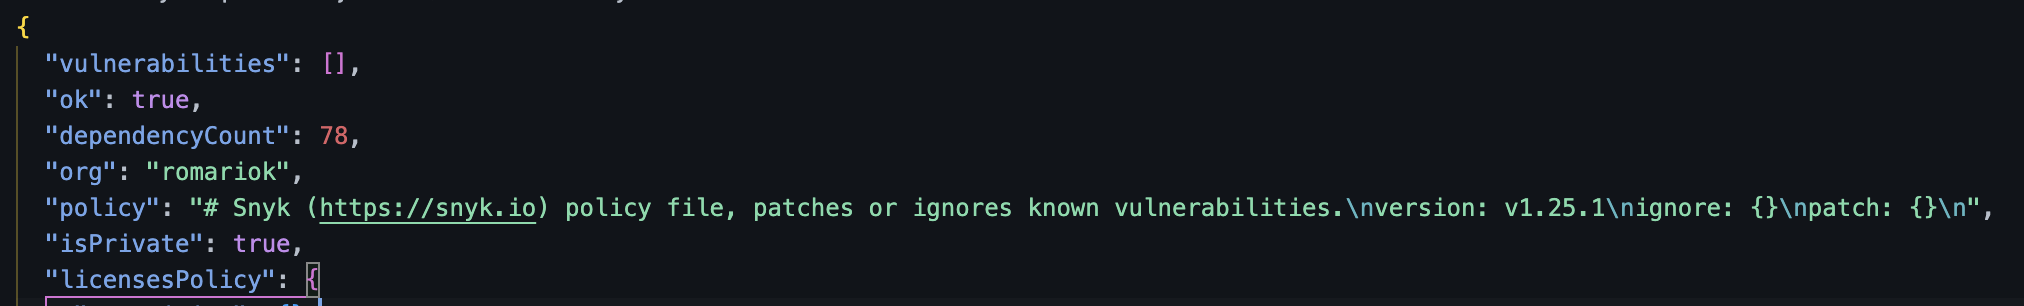 {
"vulnerabilities": [],
"ok": true,
"dependencyCount": 78,
"org": "romariok",
"policy": "# Snyk (https://snyk.io) policy file, patches or ignores known vulnerabilities.\nversion: v1.25.1\nignore: {}\npatch: {}\n",
"isPrivate": true,
"licensesPolicy": {